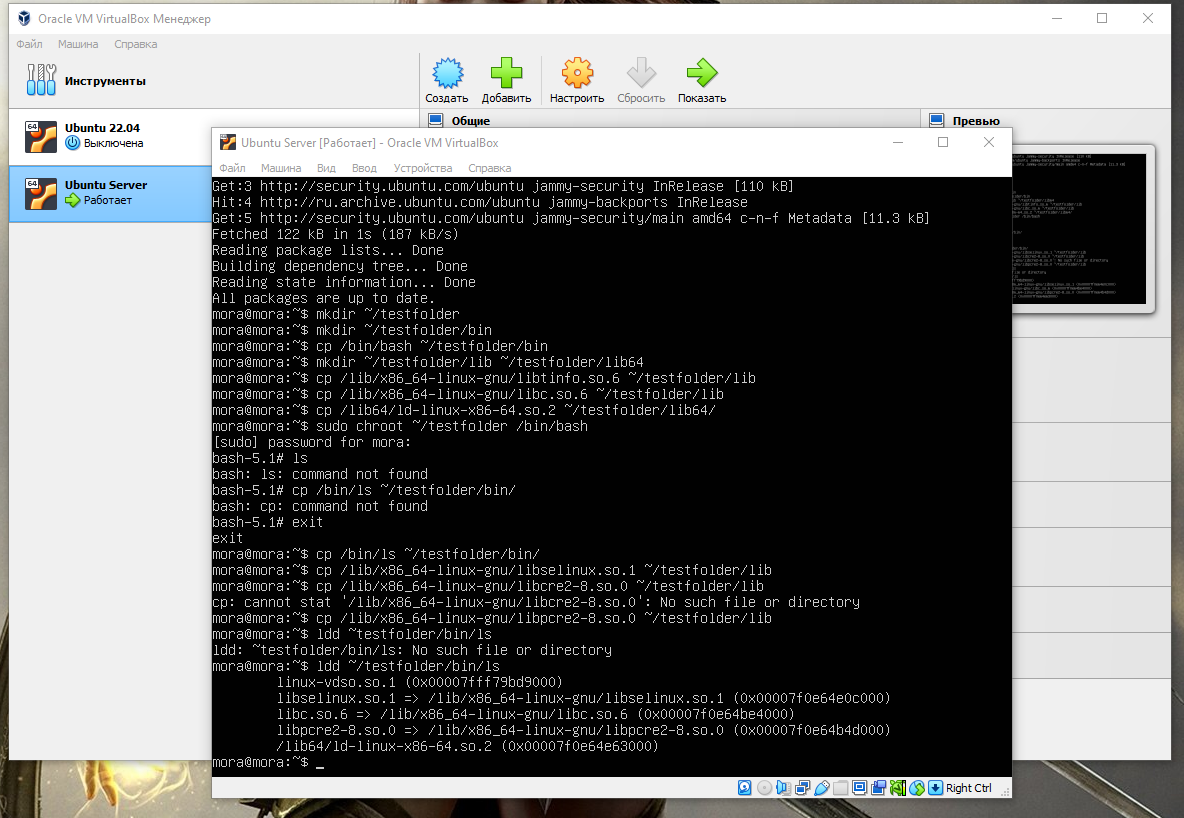 Oracle VM VirtualBox Менеджер
Файл Машина Справка
Инструменты
Создать Добавить Настроить Сбросить Показать
Ubuntu 22.04
Выключена
Ubuntu Server
Работает
Общие
Превью
Ubuntu Server [Работает] - Oracle VM VirtualBox
Файл Машина Вид Ввод Устройства Справка
Get:3 http://security.ubuntu.com/ubuntu jammy-security InRelease [110 kB]
Hit:4 http://ru.archive.ubuntu.com/ubuntu jammy-backports InRelease
Get:5 http://security.ubuntu.com/ubuntu jammy-security/main amd64 c-n-f Metadata [11.3 kB]
Fetched 122 kB in 1s (187 kB/s)
Reading package lists... Done
Building dependency tree... Done
Reading state information... Done
All packages are up to date.
mora@mora:~$ mkdir ~/testfolder
mora@mora:~$ mkdir ~/testfolder/bin
mora@mora:~$ cp /bin/bash ~/testfolder/bin
mora@mora:~$ mkdir ~/testfolder/lib ~/testfolder/lib64
mora@mora:~$ cp /lib/x86_64-linux-gnu/libtinfo.so.6 ~/testfolder/lib
mora@mora:~$ cp /lib/x86_64-linux-gnu/libc.so.6 ~/testfolder/lib
mora@mora:~$ cp /lib64/ld-linux-x86-64.so.2 ~/testfolder/lib64/
mora@mora:~$ sudo chroot ~/testfolder /bin/bash
[sudo] password for mora:
bash-5.1# ls
bash: ls: command not found
bash-5.1# cp /bin/ls ~/testfolder/bin/
bash: cp: command not found
bash-5.1# exit
exit
mora@mora:~$ cp /bin/ls ~/testfolder/bin/
mora@mora:~$ cp /lib/x86_64-linux-gnu/libselinux.so.1 ~/testfolder/lib
mora@mora:~$ cp /lib/x86_64-linux-gnu/libcre2-8.so.0 ~/testfolder/lib
cp: cannot stat '/lib/x86_64-linux-gnu/libcre2-8.so.0': No such file or directory
mora@mora:~$ cp /lib/x86_64-linux-gnu/libpcre2-8.so.0 ~/testfolder/lib
mora@mora:~$ ldd ~testfolder/bin/ls
ldd: ~testfolder/bin/ls: No such file or directory
mora@mora:~$ ldd ~/testfolder/bin/ls
linux-vdso.so.1 (0x00007fff79bd9000)
libselinux.so.1 => /lib/x86_64-linux-gnu/libselinux.so.1 (0x00007f0e64e0c000)
libc.so.6 => /lib/x86_64-linux-gnu/libc.so.6 (0x00007f0e64be4000)
libpcre2-8.so.0 => /lib/x86_64-linux-gnu/libpcre2-8.so.0 (0x00007f0e64b4d000)
/lib64/ld-linux-x86-64.so.2 (0x00007f0e64e63000)
mora@mora:~$ _
Right Ctrl